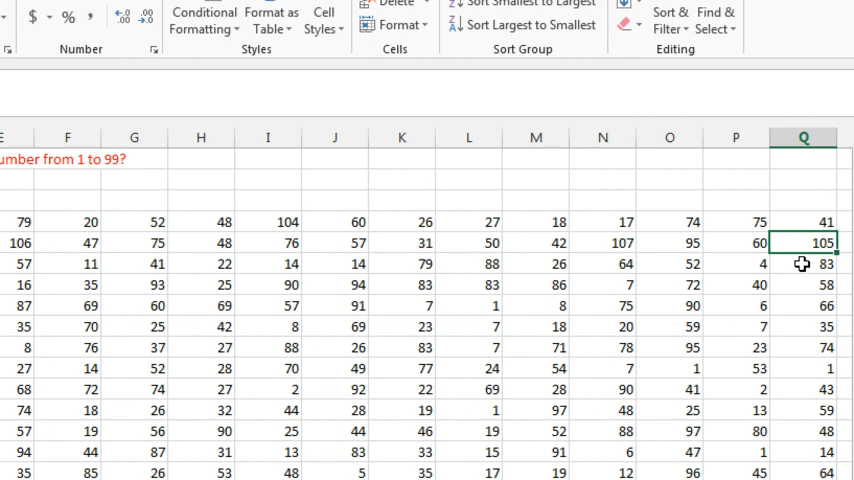 Delete
Sort Smallest to Largest
$ % ,
Conditional Formatting
Format as Table
Cell Styles
Format
Sort Largest to Smallest
Sort & Filter
Find & Select
Number
Styles
Cells
Sort Group
Editing
E F G H I J K L M N O P Q
umber from 1 to 99?
79 20 52 48 104 60 26 27 18 17 74 75 41
106 47 75 48 76 57 31 50 42 107 95 60 105
57 11 41 22 14 14 79 88 26 64 52 4 83
16 35 93 25 90 94 83 83 86 7 72 40 58
87 69 60 69 57 91 7 1 8 75 90 6 66
35 70 25 42 8 69 23 7 18 20 59 7 35
8 76 37 27 88 26 83 7 71 78 95 23 74
27 14 52 28 70 49 77 24 54 7 1 53 1
68 72 74 27 2 92 22 69 28 90 41 2 43
74 18 26 32 44 28 19 1 97 48 25 13 59
57 19 56 90 25 44 46 19 52 88 97 80 48
94 44 87 31 13 83 33 15 91 6 47 1 14
35 85 26 53 48 5 35 17 19 12 96 45 64